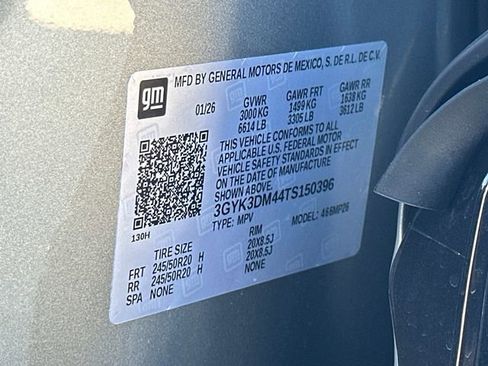 gm
MFD BY GENERAL MOTORS DE MEXICO, S. DE R.L. DE C.V.
01/26 GVWR GAWR FRT GAWR RR
3000 KG 1499 KG 1638 KG
6614 LB 3305 LB 3612 LB
THIS VEHICLE CONFORMS TO ALL
APPLICABLE U.S. FEDERAL MOTOR
VEHICLE SAFETY STANDARDS IN EFFECT
ON THE DATE OF MANUFACTURE
SHOWN ABOVE.
3GYK3DM44TS150396
TYPE: MPV MODEL: 466MP26
130H
TIRE SIZE RIM
FRT 245/50R20 H 20X8.5J
RR 245/50R20 H 20X8.5J
SPA NONE NONE